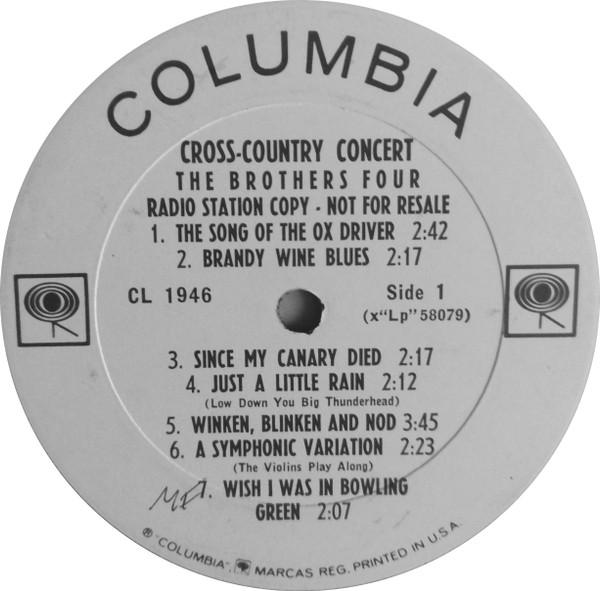 COLUMBIA
CROSS-COUNTRY CONCERT
THE BROTHERS FOUR
RADIO STATION COPY - NOT FOR RESALE
1. THE SONG OF THE OX DRIVER 2:42
2. BRANDY WINE BLUES 2:17
CL 1946
Side 1
(x"Lp"58079)
3. SINCE MY CANARY DIED 2:17
4. JUST A LITTLE RAIN 2:12
(Low Down You Big Thunderhead)
5. WINKEN, BLINKEN AND NOD 3:45
6. A SYMPHONIC VARIATION 2:23
(The Violins Play Along)
7. WISH I WAS IN BOWLING
GREEN 2:07
® "COLUMBIA", MARCAS REG. PRINTED IN U.S.A.